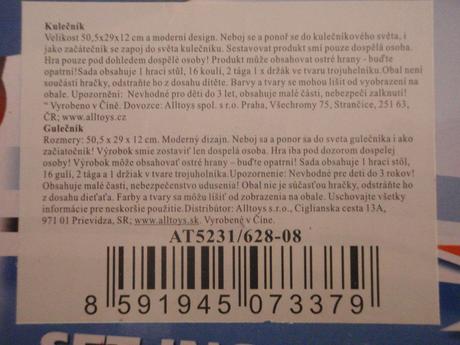 Kulečník
Velikost 50,5x29x12 cm a moderní design. Neboj se a ponoř se do kulečníkového světa, i
jako začátečník se zapoj do světa kulečníku. Sestavovat produkt smí pouze dospělá osoba.
Hra pouze pod dohledem dospělé osoby! Produkt může obsahovat ostré hrany - buďte
opatrní!Sada obsahuje 1 hrací stůl, 16 koulí, 2 tága 1 x držák ve tvaru trojuhelníku.Obal není
součástí hračky, odstraňte ho z dosahu dítěte. Barvy a tvary se mohou lišit od vyobrazení na
obale. Upozornění: Nevhodné pro děti do 3 let, obsahuje malé části, nebezpečí zalknutí!
" Vyrobeno v Číně. Dovozce: Alltoys spol. s r.o. Praha, Všechromy 75, Strančice, 251 63,
ČR; www.alltoys.cz
Gulečník
Rozmery: 50,5 x 29 x 12 cm. Moderný dizajn. Neboj sa a ponor sa do sveta gulečníka i ako
začiatočník! Výrobok smie zostaviť len dospelá osoba. Hra iba pod dozorom dospelej
osoby! Výrobok môže obsahovať ostré hrany – buďte opatrní! Sada obsahuje 1 hrací stôl,
16 gulí, 2 tága a 1 držiak v tvare trojuholníka.Upozornenie: Nevhodné pre deti do 3 rokov!
Obsahuje malé časti, nebezpečenstvo udusenia! Obal nie je súčasťou hračky, odstráňte ho
z dosahu dieťaťa. Farby a tvary sa môžu líšiť od zobrazenia na obale. Uschovajte všetky
informácie pre neskoršie použitie.Distribútor: Alltoys s.r.o., Ciglianska cesta 13A,
971 01 Prievidza, SR; www.alltoys.sk. Vyrobené v Číne.
AT5231/628-08
8 591945 073379